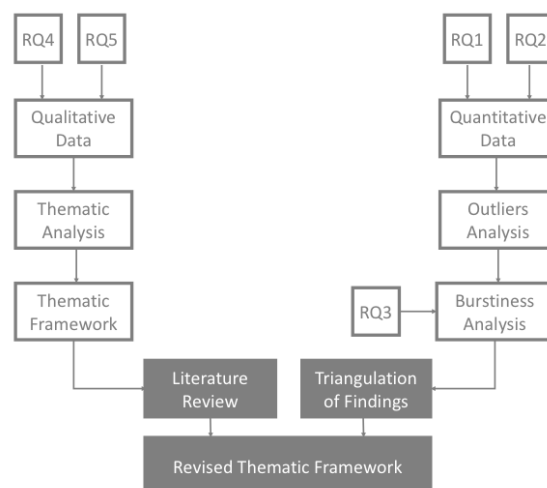 RQ4
RQ5
RQ1
RQ2
Qualitative
Data
Quantitative
Data
Thematic
Analysis
Outliers
Analysis
Thematic
Framework
RQ3
Burstiness
Analysis
Literature
Review
Triangulation
of Findings
Revised Thematic Framework